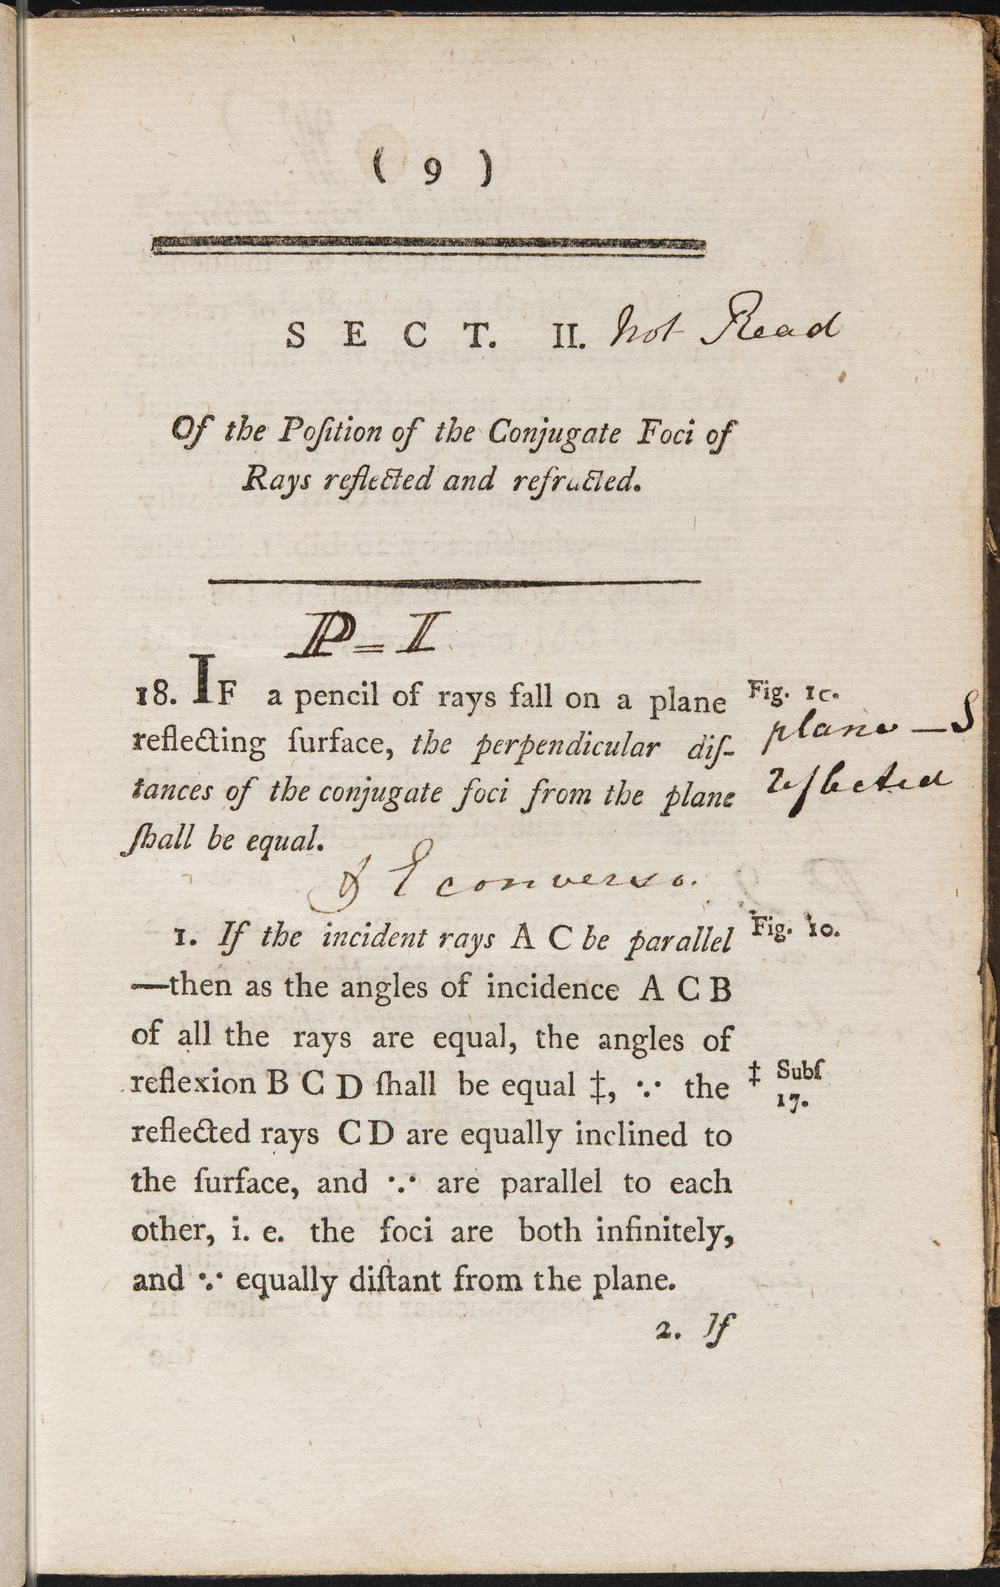 ( 9 )
SECT. II. Not Read
Of the Poſition of the Conjugate Foci of
Rays reflected and refracted.
P = I
18. IF a pencil of rays fall on a plane Fig. 10.
reflecting ſurface, the perpendicular diſ- plane — S
tances of the conjugate foci from the plane reflected
ſhall be equal.
& E converso.
1. If the incident rays A C be parallel Fig. 10.
—then as the angles of incidence A C B
of all the rays are equal, the angles of
reflexion B C D ſhall be equal ‡, ∵ the ‡ Subſ
17.
reflected rays C D are equally inclined to
the ſurface, and ∵ are parallel to each
other, i. e. the foci are both infinitely,
and ∵ equally diſtant from the plane.
2. If